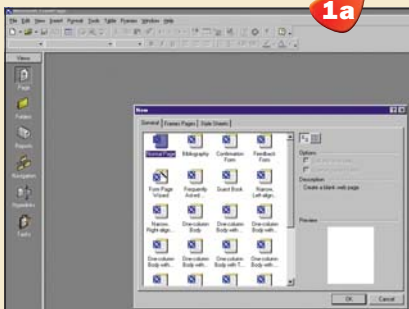 1a
Microsoft FrontPage
File Edit View Insert Format Tools Table Frames Window Help
Views
Page
Folders
Reports
Navigation
Hyperlinks
Tasks
New
General Frames Pages Style Sheets
Normal Page Bibliography Confirmation Form Feedback Form
Form Page Wizard Frequently Asked... Guest Book Narrow, Left-align...
Narrow, Right-align... One-column Body One-column Body with... One-column Body with...
One-column Body with... One-column Body with... One-column Body with T... One-column Body with...
Options
Description
Create a blank web page.
Preview
OK Cancel